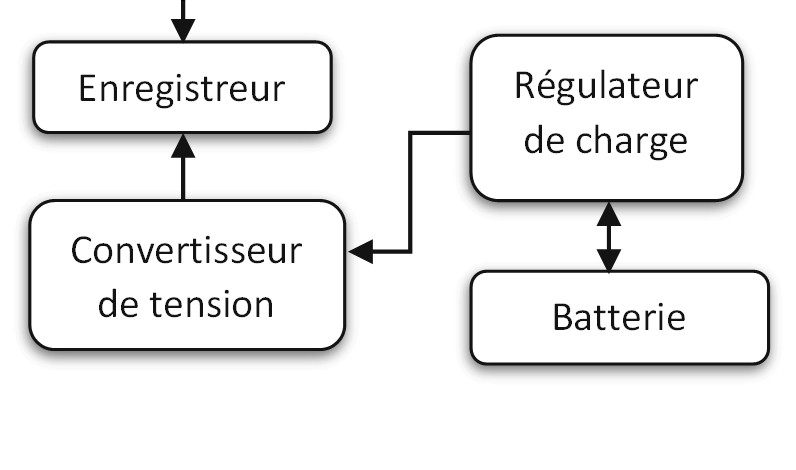 Enregistreur
Régulateur
de charge
Convertisseur
de tension
Batterie